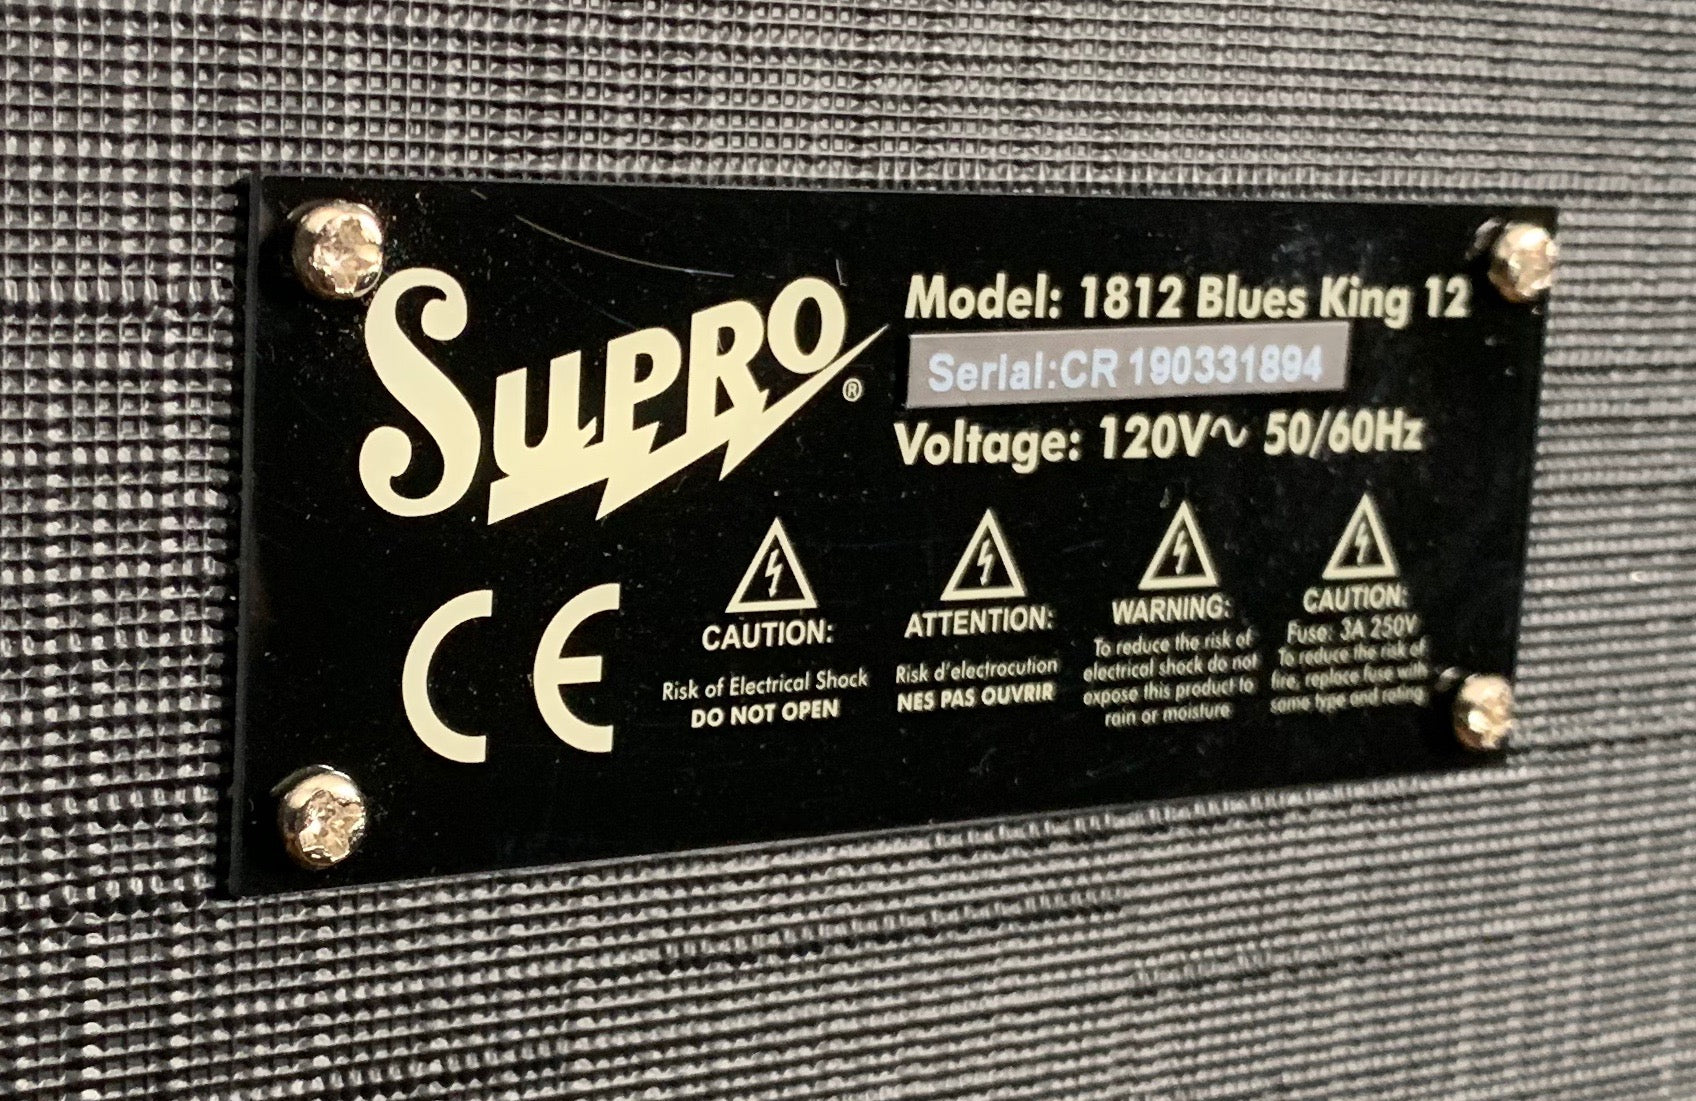 SUPRO®
Model: 1812 Blues King 12
Serial:CR 190331894
Voltage: 120V~ 50/60Hz
CE
CAUTION:
Risk of Electrical Shock
DO NOT OPEN
ATTENTION:
Risk d'electrocution
NES PAS OUVRIR
WARNING:
To reduce the risk of
electrical shock do not
expose this product to
rain or moisture
CAUTION:
Fuse: 3A 250V
To reduce the risk of
fire, replace fuse with
same type and rating